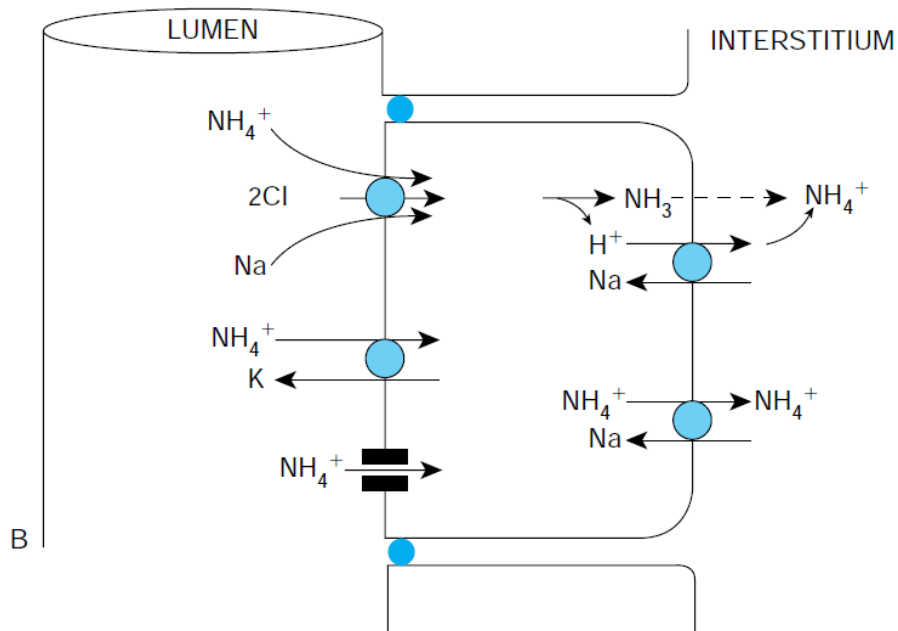 LUMEN
INTERSTITIUM
NH₄⁺
2Cl
NH₃
NH₄⁺
H⁺
Na
Na
NH₄⁺
K
NH₄⁺
NH₄⁺
Na
NH₄⁺
B